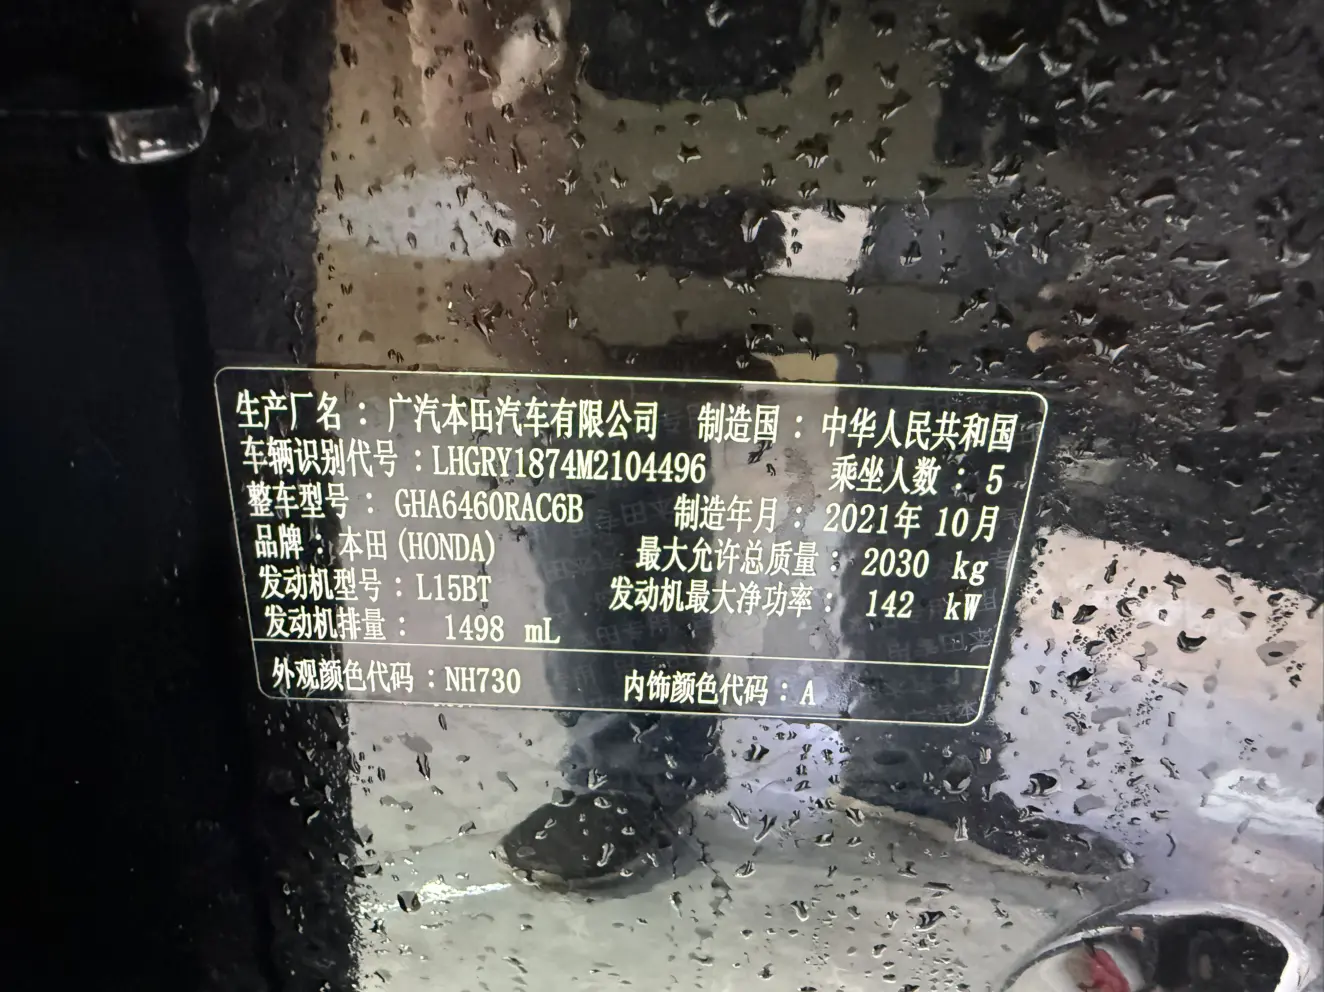 生产厂名：广汽本田汽车有限公司 制造国：中华人民共和国
车辆识别代号：LHGRY1874M2104496 乘坐人数：5
整车型号：GHA6460RAC6B 制造年月：2021年 10月
品牌：本田(HONDA) 最大允许总质量：2030 kg
发动机型号：L15BT 发动机最大净功率：142 kW
发动机排量：1498 mL
外观颜色代码：NH730 内饰颜色代码：A